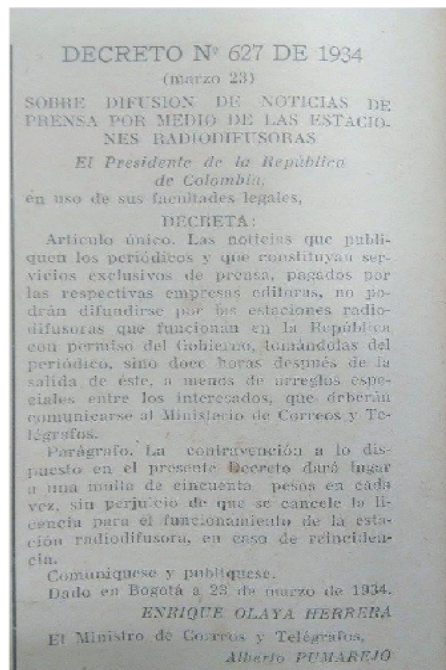 DECRETO Nº 627 DE 1934
(marzo 23)
SOBRE DIFUSION DE NOTICIAS DE
PRENSA POR MEDIO DE LAS ESTACIO-
NES RADIODIFUSORAS
El Presidente de la República
de Colombia,
en uso de sus facultades legales,
DECRETA:
Artículo único. Las noticias que publi-
quen los periódicos y que constituyan ser-
vicios exclusivos de prensa, pagados por
las respectivas empresas editoras, no po-
drán difundirse por las estaciones radio-
difusoras que funcionan en la República
con permiso del Gobierno, tomándolas del
periódico, sino doce horas después de la
salida de éste, a menos de arreglos espe-
ciales entre los interesados, que deberán
comunicarse al Ministerio de Correos y Te-
légrafos.
Parágrafo. La contravención a lo dis-
puesto en el presente Decreto dará lugar
a una multa de cincuenta pesos en cada
vez, sin perjuicio de que se cancele la li-
cencia para el funcionamiento de la esta-
ción radiodifusora, en caso de reinciden-
cia.
Comuníquese y publíquese.
Dado en Bogotá a 23 de marzo de 1934.
ENRIQUE OLAYA HERRERA
El Ministro de Correos y Telégrafos,
Alberto PUMAREJO